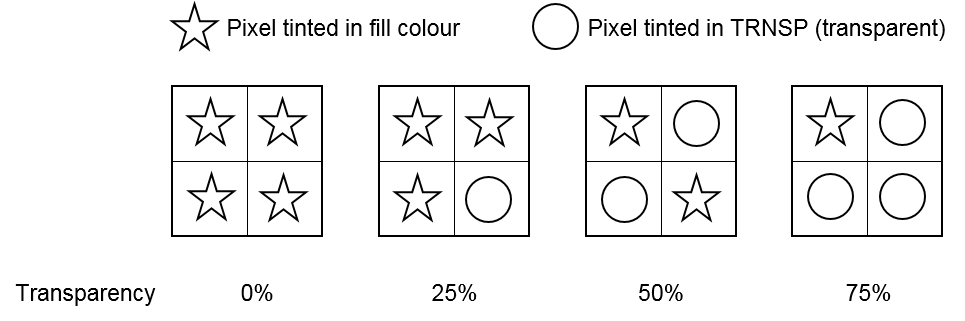 Pixel tinted in fill colour
Pixel tinted in TRNSP (transparent)
Transparency 0% 25% 50% 75%